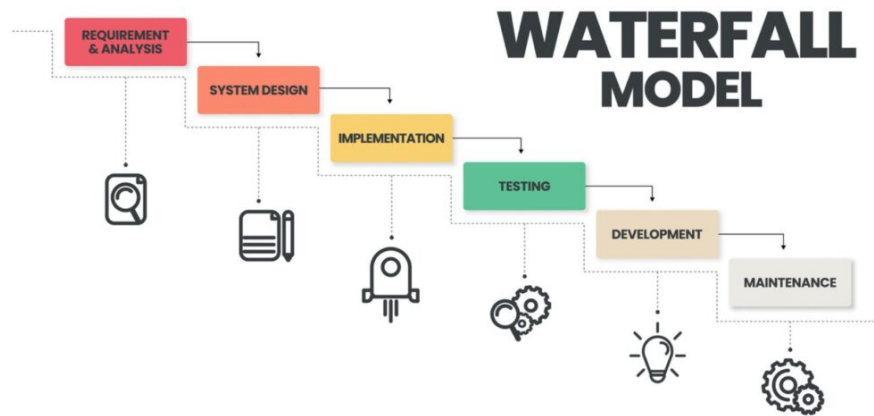 WATERFALL
MODEL
REQUIREMENT
& ANALYSIS
SYSTEM DESIGN
IMPLEMENTATION
TESTING
DEVELOPMENT
MAINTENANCE